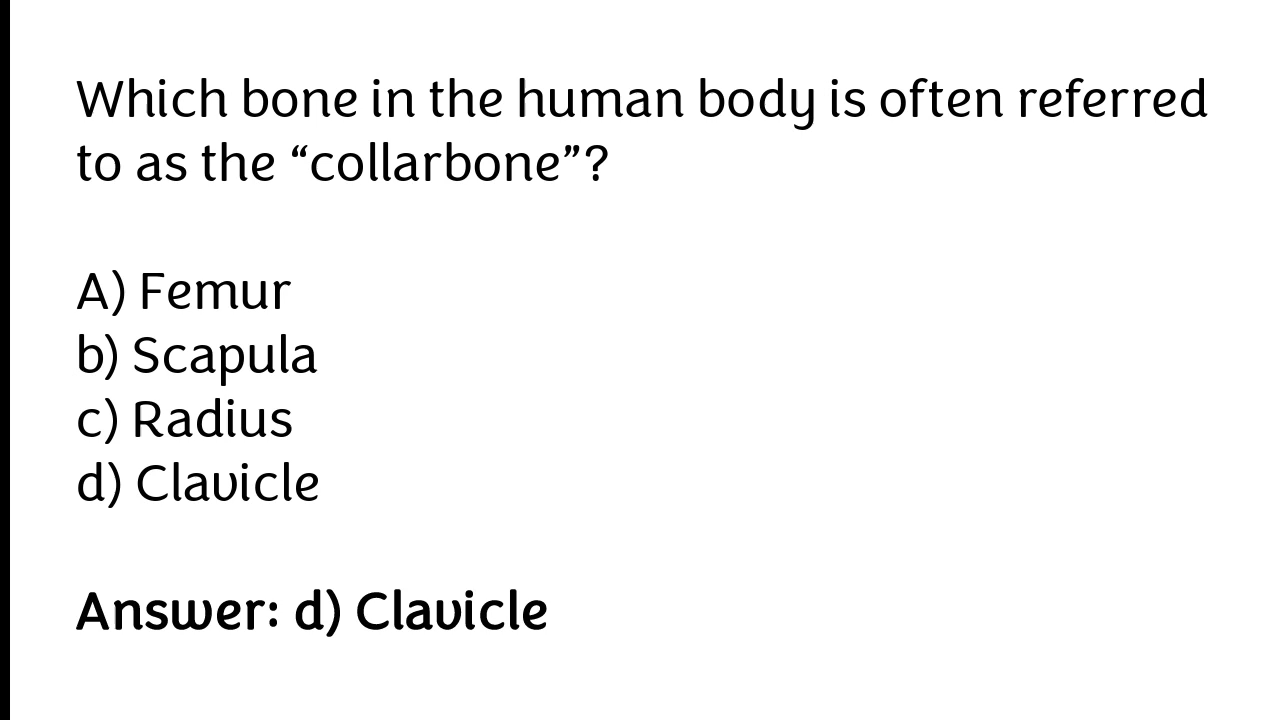 Which bone in the human body is often referred
to as the “collarbone”?
A) Femur
b) Scapula
c) Radius
d) Clavicle
Answer: d) Clavicle